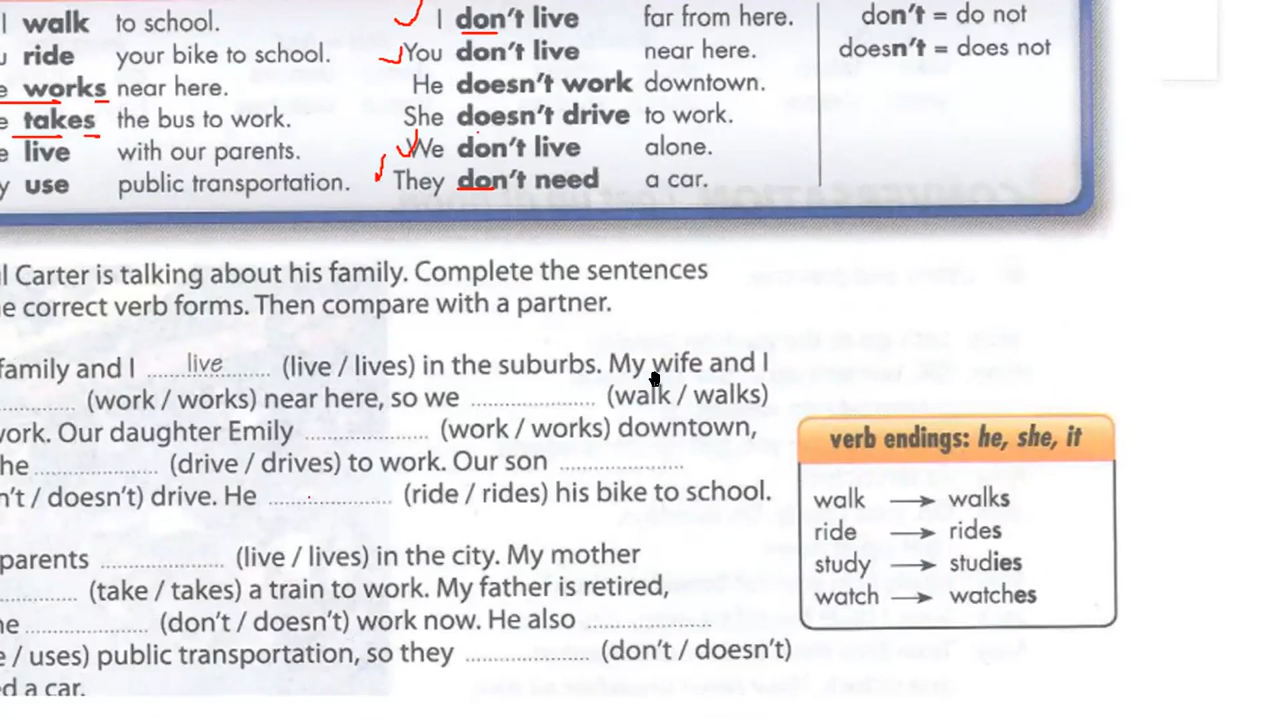 I walk to school.
u ride your bike to school.
e works near here.
e takes the bus to work.
e live with our parents.
y use public transportation.
I don't live far from here.
You don't live near here.
He doesn't work downtown.
She doesn't drive to work.
We don't live alone.
They don't need a car.
don't = do not
doesn't = does not
l Carter is talking about his family. Complete the sentences
e correct verb forms. Then compare with a partner.
family and I live (live / lives) in the suburbs. My wife and I
(work / works) near here, so we (walk / walks)
work. Our daughter Emily (work / works) downtown,
he (drive / drives) to work. Our son
n't / doesn't) drive. He (ride / rides) his bike to school.
parents (live / lives) in the city. My mother
(take / takes) a train to work. My father is retired,
ne (don't / doesn't) work now. He also
e / uses) public transportation, so they (don't / doesn't)
ed a car.
verb endings: he, she, it
walk → walks
ride → rides
study → studies
watch → watches